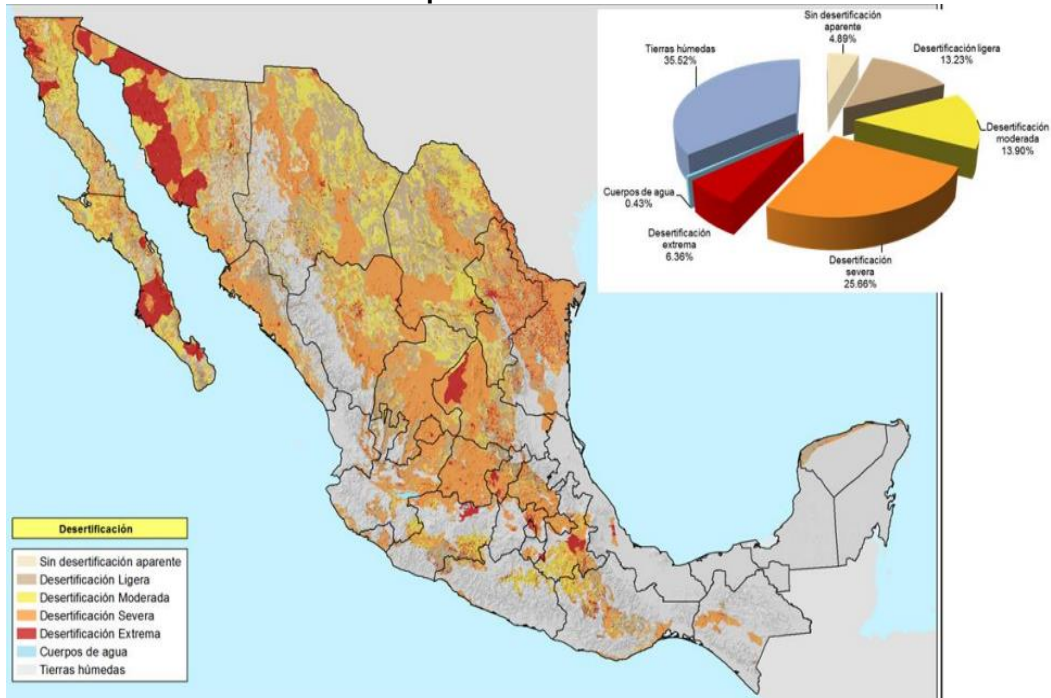 Sin desertificación
aparente
4.89%
Tierras húmedas
35.52%
Desertificación ligera
13.23%
Desertificación
moderada
13.90%
Cuerpos de agua
0.43%
Desertificación
extrema
6.36%
Desertificación
severa
25.66%
Desertificación
Sin desertificación aparente
Desertificación Ligera
Desertificación Moderada
Desertificación Severa
Desertificación Extrema
Cuerpos de agua
Tierras húmedas